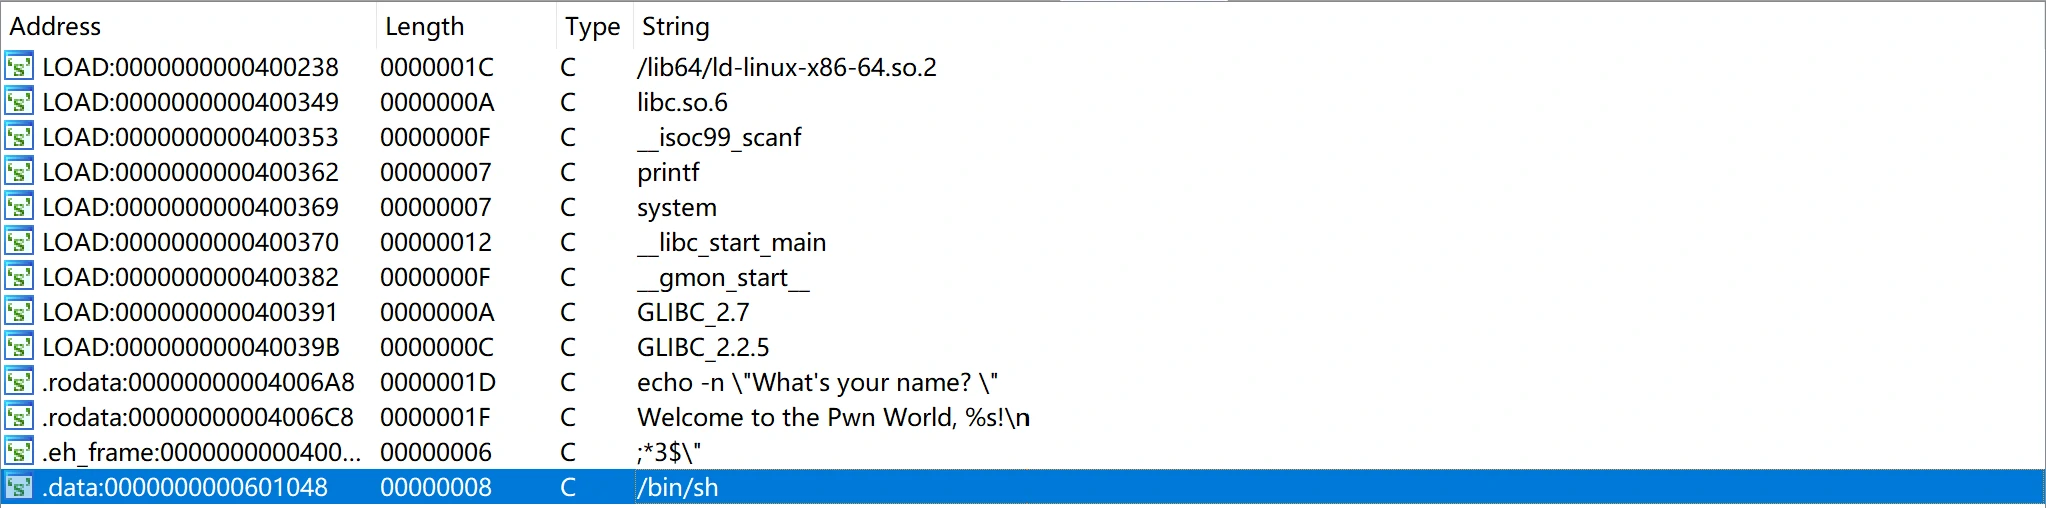 Address Length Type String
LOAD:0000000000400238 0000001C C /lib64/ld-linux-x86-64.so.2
LOAD:0000000000400349 0000000A C libc.so.6
LOAD:0000000000400353 0000000F C __isoc99_scanf
LOAD:0000000000400362 00000007 C printf
LOAD:0000000000400369 00000007 C system
LOAD:0000000000400370 00000012 C __libc_start_main
LOAD:0000000000400382 0000000F C __gmon_start__
LOAD:0000000000400391 0000000A C GLIBC_2.7
LOAD:000000000040039B 0000000C C GLIBC_2.2.5
.rodata:00000000004006A8 0000001D C echo -n \"What's your name? \"
.rodata:00000000004006C8 0000001F C Welcome to the Pwn World, %s!\n
.eh_frame:0000000000400... 00000006 C ;*3$\"
.data:0000000000601048 00000008 C /bin/sh